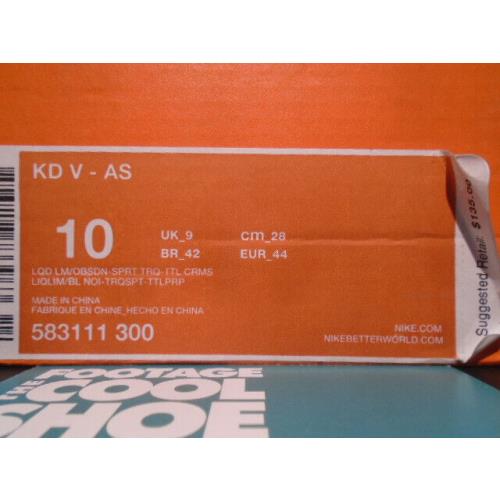 KD V - AS
10
UK_9
cm_28
BR_42
EUR_44
LQD LM/OBSDN-SPRT TRQ-TTL CRMS
LIQLIM/BL NOI-TRQSPT-TTLPRP
MADE IN CHINA
FABRIQUE EN CHINE_HECHO EN CHINA
583111 300
NIKE.COM
NIKEBETTERWORLD.COM
Suggested Retail: $135.00
FOOTAGE
THE
COOL
SHOE